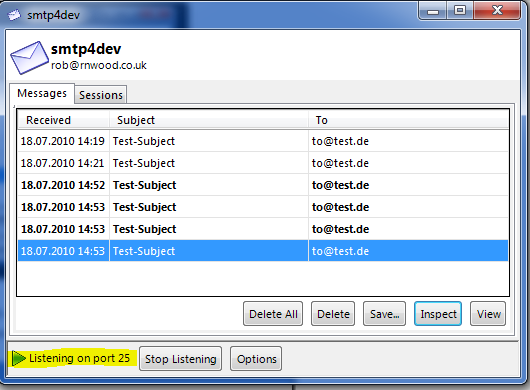 smtp4dev
smtp4dev
rob@rnwood.co.uk
Messages Sessions
Received Subject To
18.07.2010 14:19 Test-Subject to@test.de
18.07.2010 14:21 Test-Subject to@test.de
18.07.2010 14:52 Test-Subject to@test.de
18.07.2010 14:53 Test-Subject to@test.de
18.07.2010 14:53 Test-Subject to@test.de
18.07.2010 14:53 Test-Subject to@test.de
Delete All Delete Save... Inspect View
Listening on port 25 Stop Listening Options